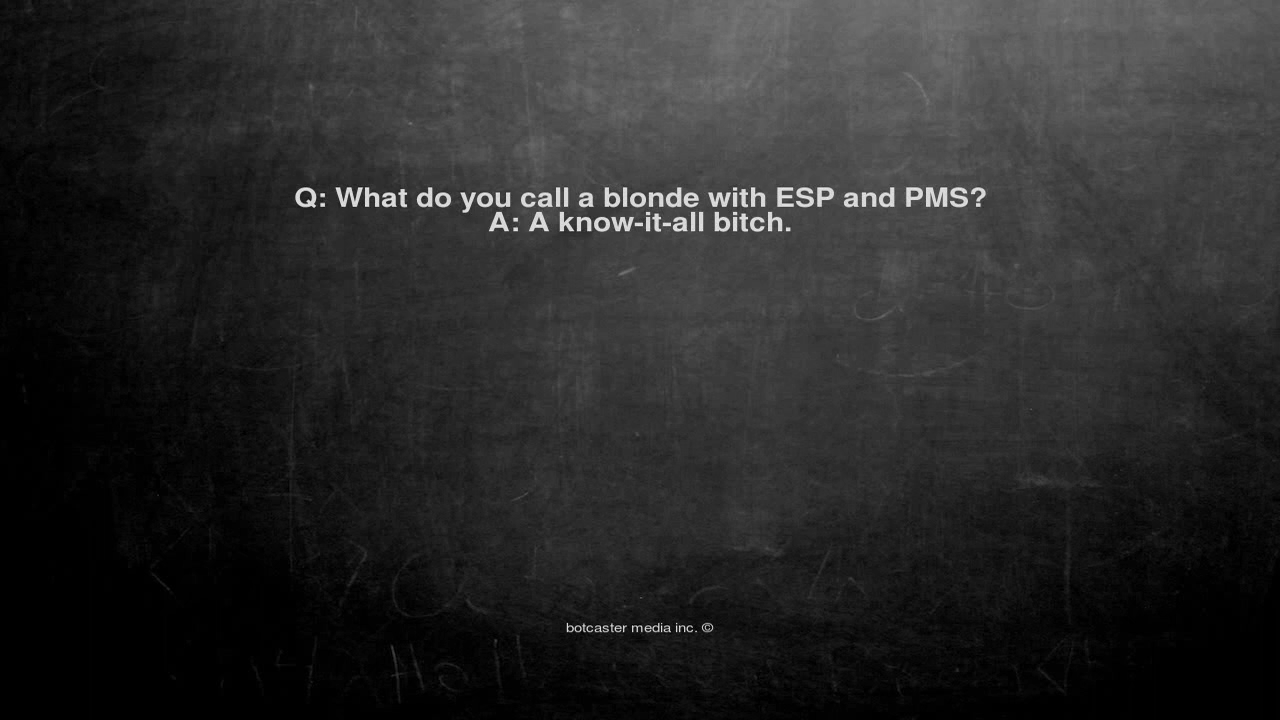 Q: What do you call a blonde with ESP and PMS?
A: A know-it-all bitch.
botcaster media inc. ©